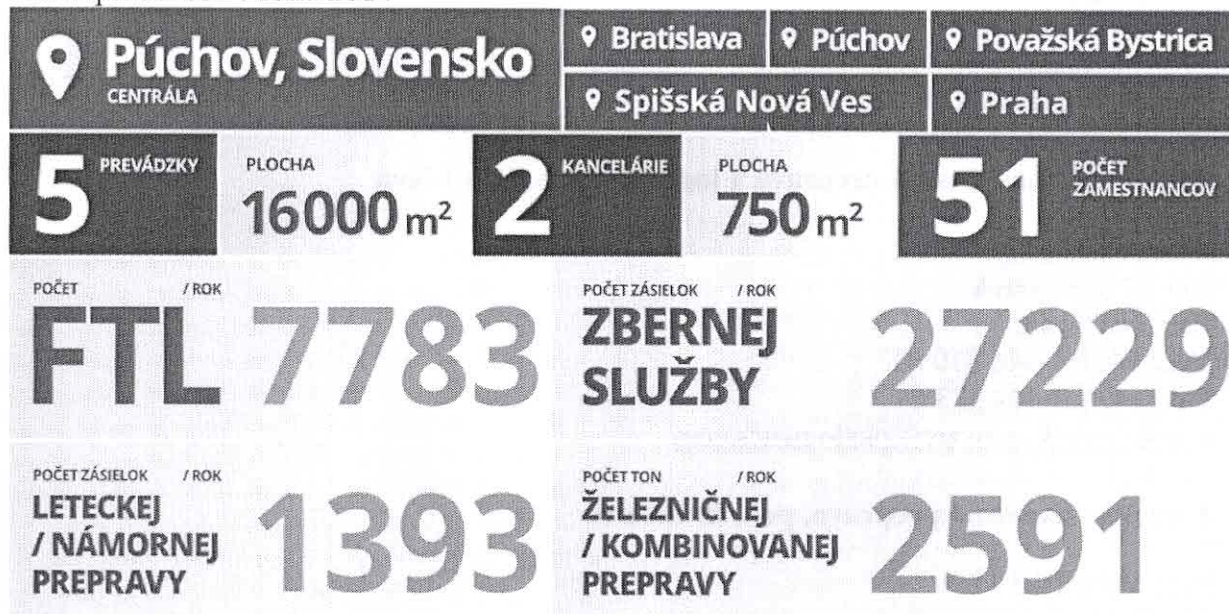 Púchov, Slovensko
CENTRÁLA
Bratislava
Púchov
Považská Bystrica
Spišská Nová Ves
Praha
5 PREVÁDZKY
PLOCHA
16000 m²
2 KANCELÁRIE
PLOCHA
750 m²
51 POČET
ZAMESTNANCOV
POČET / ROK
FTL 7783
POČET ZÁSIELOK / ROK
ZBERNEJ
SLUŽBY
27229
POČET ZÁSIELOK / ROK
LETECKEJ
/ NÁMORNEJ
PREPRAVY
1393
POČET TON / ROK
ŽELEZNIČNEJ
/ KOMBINOVANEJ
PREPRAVY
2591